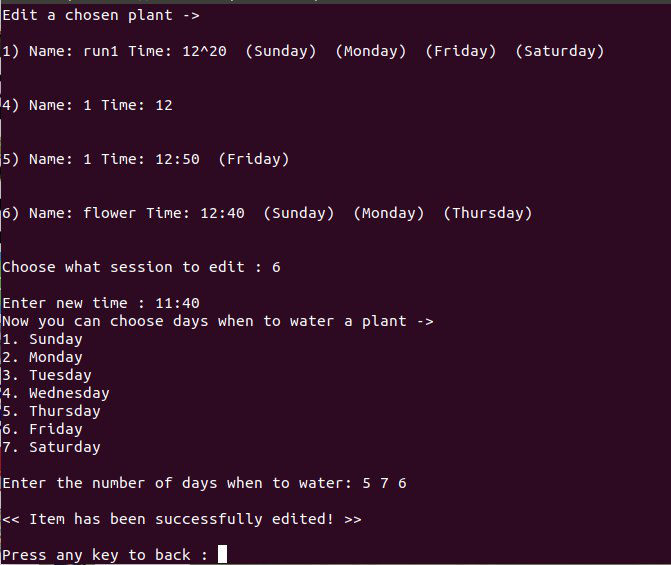 Edit a chosen plant ->
1) Name: run1 Time: 12^20  (Sunday)  (Monday)  (Friday)  (Saturday)
4) Name: 1 Time: 12
5) Name: 1 Time: 12:50  (Friday)
6) Name: flower Time: 12:40  (Sunday)  (Monday)  (Thursday)
Choose what session to edit : 6
Enter new time : 11:40
Now you can choose days when to water a plant ->
1. Sunday
2. Monday
3. Tuesday
4. Wednesday
5. Thursday
6. Friday
7. Saturday
Enter the number of days when to water: 5 7 6
<< Item has been successfully edited! >>
Press any key to back :